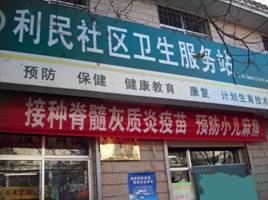 利民社区卫生服务站
预防 保健 健康教育 康复 计划生育技术
接种脊髓灰质炎疫苗 预防小儿麻痹